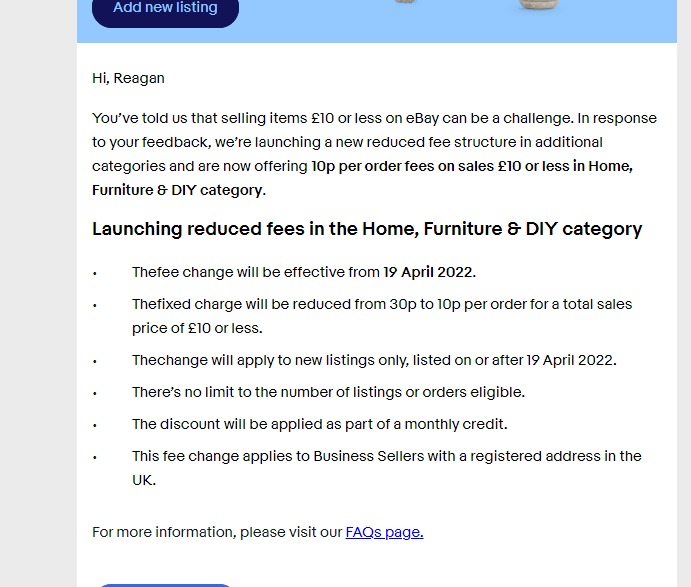 Add new listing
Hi, Reagan
You've told us that selling items £10 or less on eBay can be a challenge. In response
to your feedback, we're launching a new reduced fee structure in additional
categories and are now offering 10p per order fees on sales £10 or less in Home,
Furniture & DIY category.
Launching reduced fees in the Home, Furniture & DIY category
· Thefee change will be effective from 19 April 2022.
· Thefixed charge will be reduced from 30p to 10p per order for a total sales
price of £10 or less.
· Thechange will apply to new listings only, listed on or after 19 April 2022.
· There's no limit to the number of listings or orders eligible.
· The discount will be applied as part of a monthly credit.
· This fee change applies to Business Sellers with a registered address in the
UK.
For more information, please visit our FAQs page.